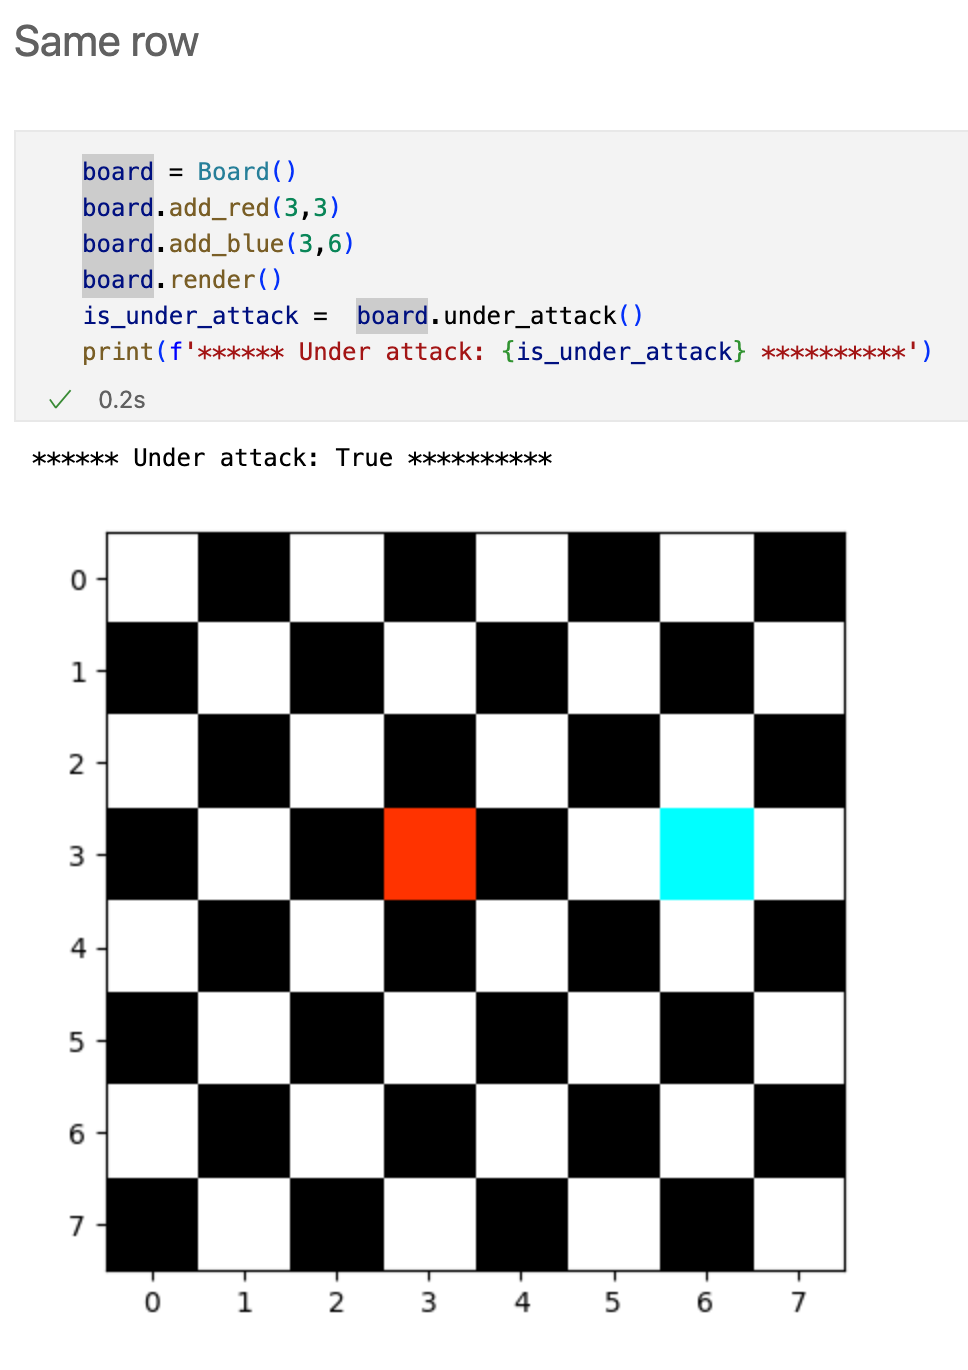 Same row
board = Board()
board.add_red(3,3)
board.add_blue(3,6)
board.render()
is_under_attack =  board.under_attack()
print(f'****** Under attack: {is_under_attack} **********')
0.2s
****** Under attack: True **********
0
1
2
3
4
5
6
7
0 1 2 3 4 5 6 7